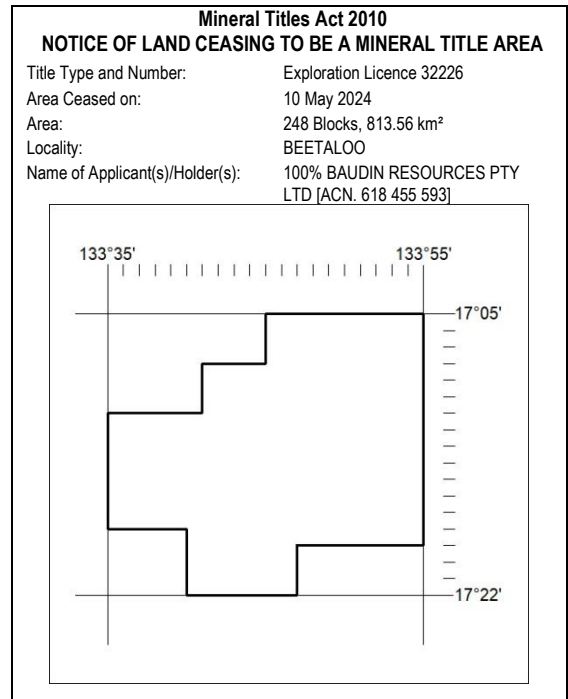 Mineral Titles Act 2010
NOTICE OF LAND CEASING TO BE A MINERAL TITLE AREA
Title Type and Number: Exploration Licence 32226
Area Ceased on: 10 May 2024
Area: 248 Blocks, 813.56 km²
Locality: BEETALOO
Name of Applicant(s)/Holder(s): 100% BAUDIN RESOURCES PTY
LTD [ACN. 618 455 593]
133°35' 133°55'
17°05'
17°22'